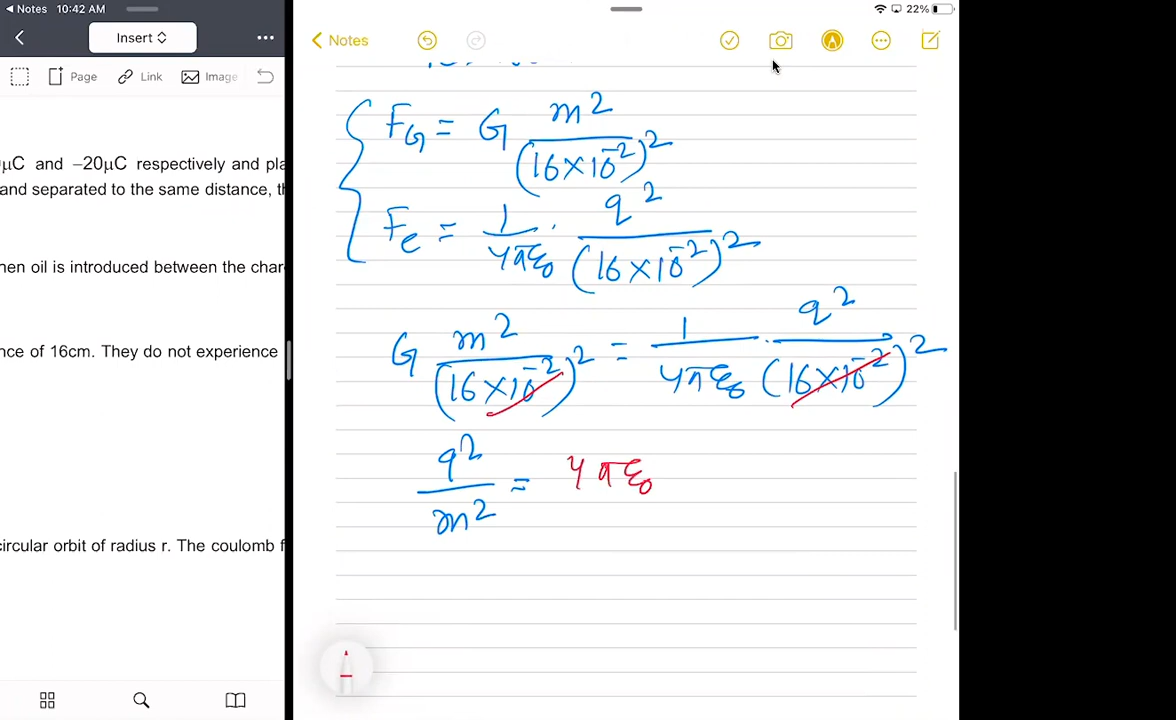 Notes 10:42 AM
22%
Insert
Notes
Page Link Image
μC and −20μC respectively and pla
and separated to the same distance, t
hen oil is introduced between the char
nce of 16cm. They do not experience
circular orbit of radius r. The coulomb f
F_G = G m^2 / (16×10^-2)^2
F_e = 1/4πε_0 · q^2 / (16×10^-2)^2
G m^2 / (16×10^-2)^2 = 1/4πε_0 · q^2 / (16×10^-2)^2
q^2 / m^2 = 4πε_0